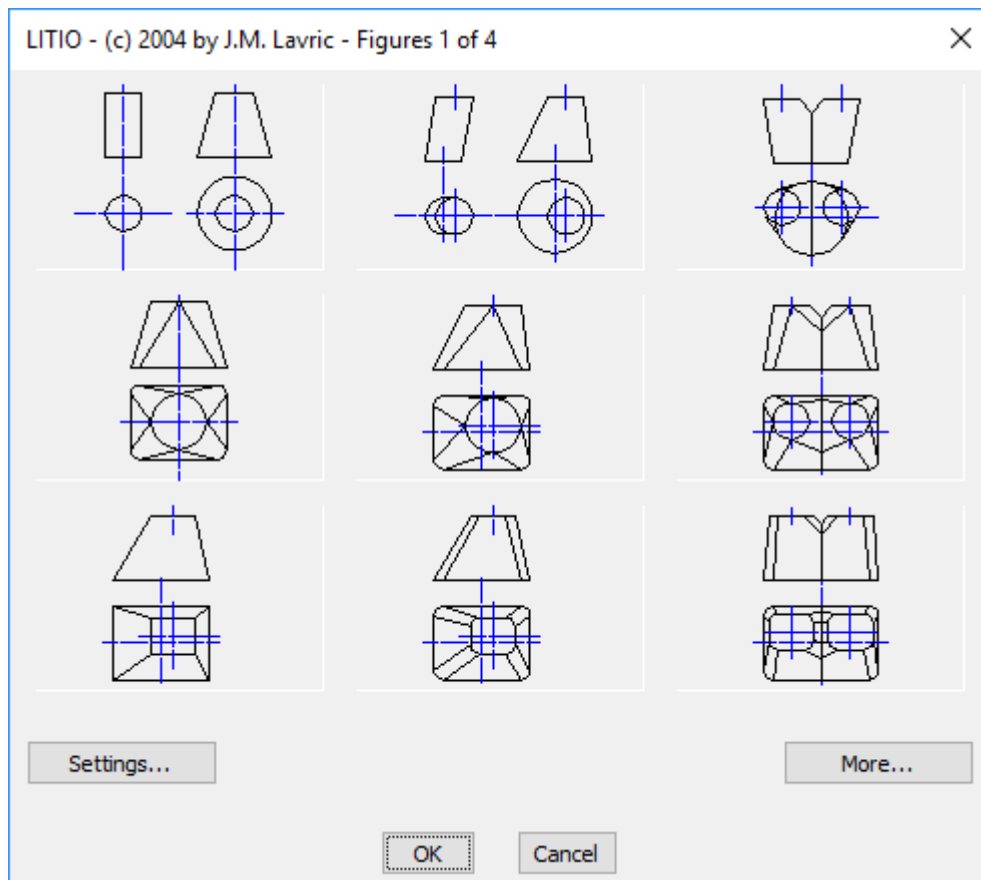 LITIO - (c) 2004 by J.M. Lavric - Figures 1 of 4
Settings...
More...
OK
Cancel